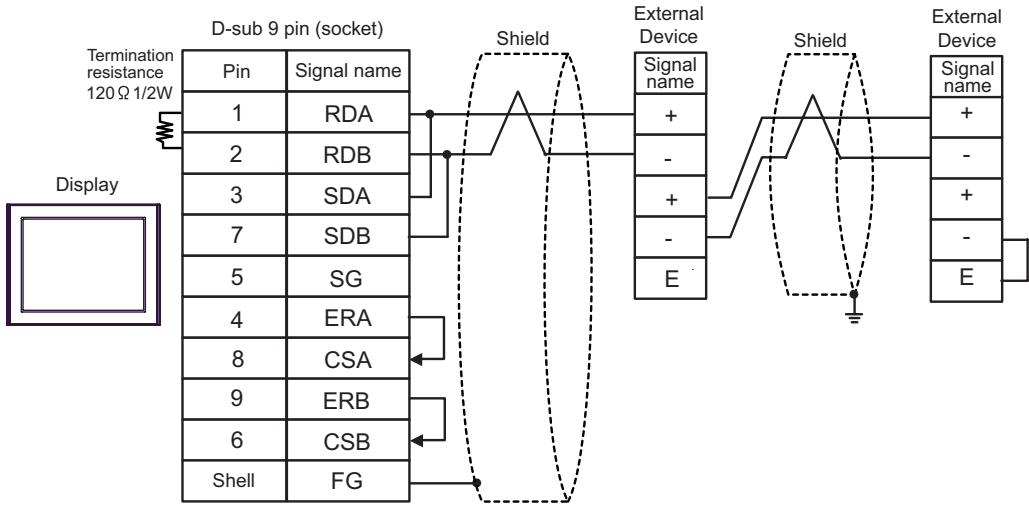 D-sub 9 pin (socket)
Termination
resistance
120 Ω 1/2W
Display
Pin Signal name
1 RDA
2 RDB
3 SDA
7 SDB
5 SG
4 ERA
8 CSA
9 ERB
6 CSB
Shell FG
Shield
External
Device
Signal
name
+
-
+
-
E
Shield
External
Device
Signal
name
+
-
+
-
E